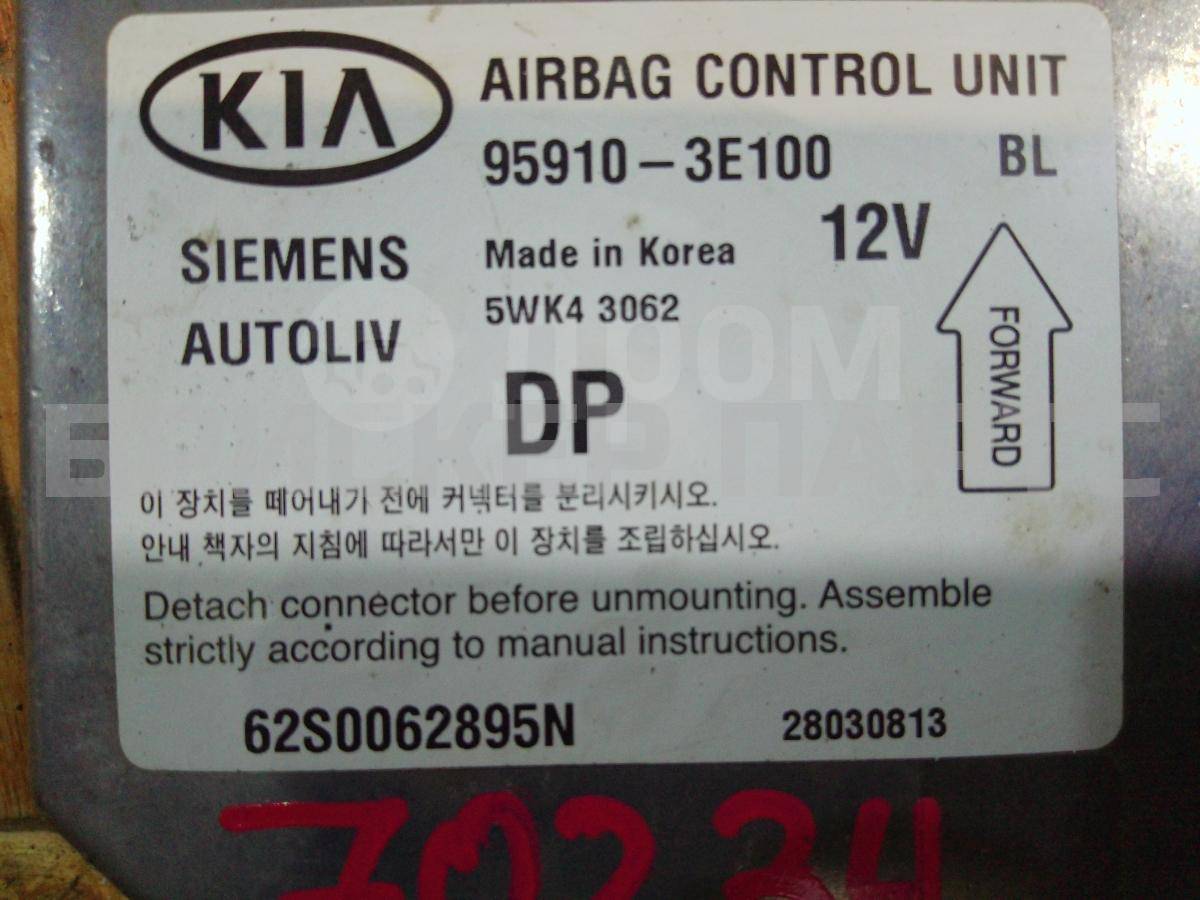 KIA AIRBAG CONTROL UNIT
95910-3E100 BL
SIEMENS Made in Korea 12V
AUTOLIV 5WK4 3062
FORWARD
DP
이 장치를 떼어내기 전에 커넥터를 분리시키시오.
안내 책자의 지침에 따라서만 이 장치를 조립하십시오.
Detach connector before unmounting. Assemble
strictly according to manual instructions.
62S0062895N 28030813
70234